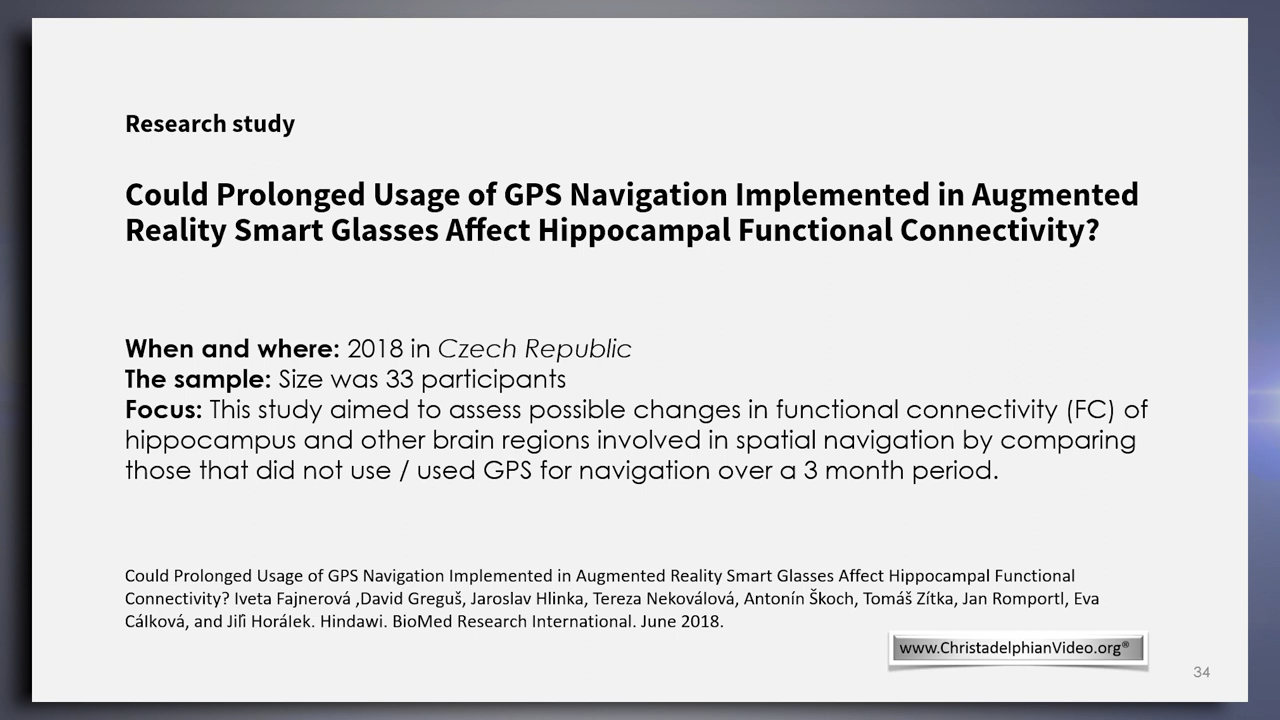 Research study
Could Prolonged Usage of GPS Navigation Implemented in Augmented
Reality Smart Glasses Affect Hippocampal Functional Connectivity?
When and where: 2018 in Czech Republic
The sample: Size was 33 participants
Focus: This study aimed to assess possible changes in functional connectivity (FC) of
hippocampus and other brain regions involved in spatial navigation by comparing
those that did not use / used GPS for navigation over a 3 month period.
Could Prolonged Usage of GPS Navigation Implemented in Augmented Reality Smart Glasses Affect Hippocampal Functional
Connectivity? Iveta Fajnerová ,David Greguš, Jaroslav Hlinka, Tereza Nekoválová, Antonín Škoch, Tomáš Zítka, Jan Romportl, Eva
Cálková, and Jiří Horálek. Hindawi. BioMed Research International. June 2018.
www.ChristadelphianVideo.org®
34